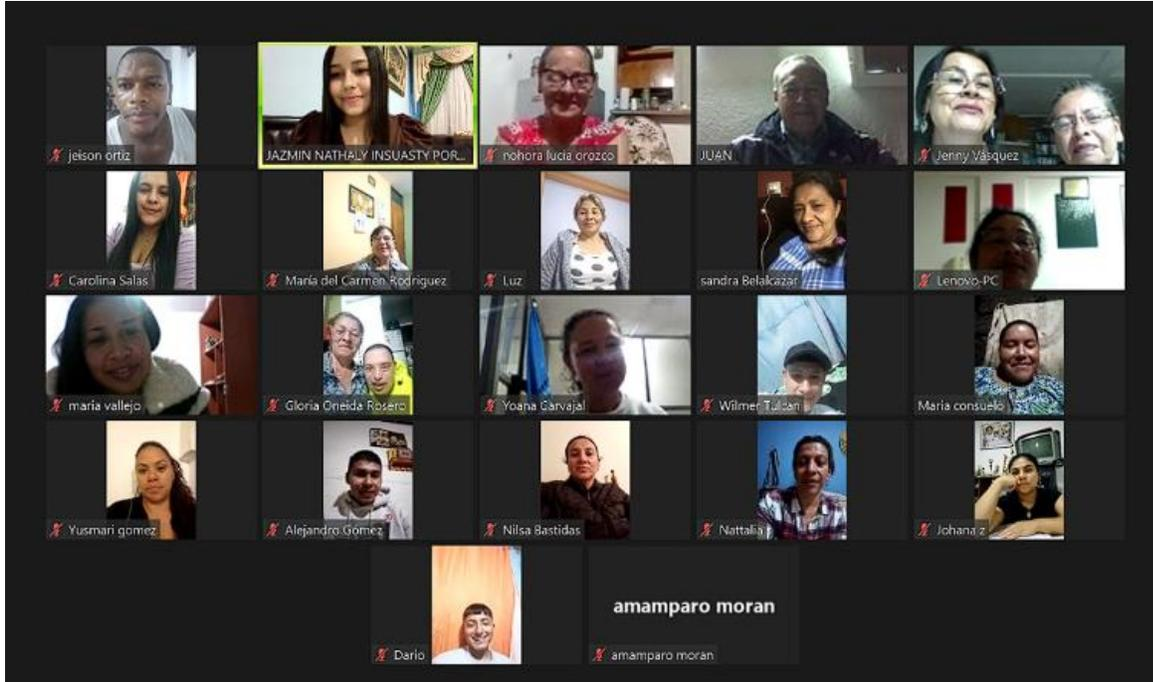 jeison ortiz
JAZMIN NATHALY INSUASTY POR...
nohora lucia orozco
JUAN
Jenny Vásquez
Carolina Salas
María del Carmen Rodriguez
Luz
sandra Belalcazar
Lenovo-PC
maria vallejo
Gloria Oneida Rosero
Yoana Carvajal
Wilmer Tulcan
Maria consuelo
Yusmari gomez
Alejandro Gómez
Nilsa Bastidas
Nattalia
Johana z
Dario
amamparo moran
amamparo moran